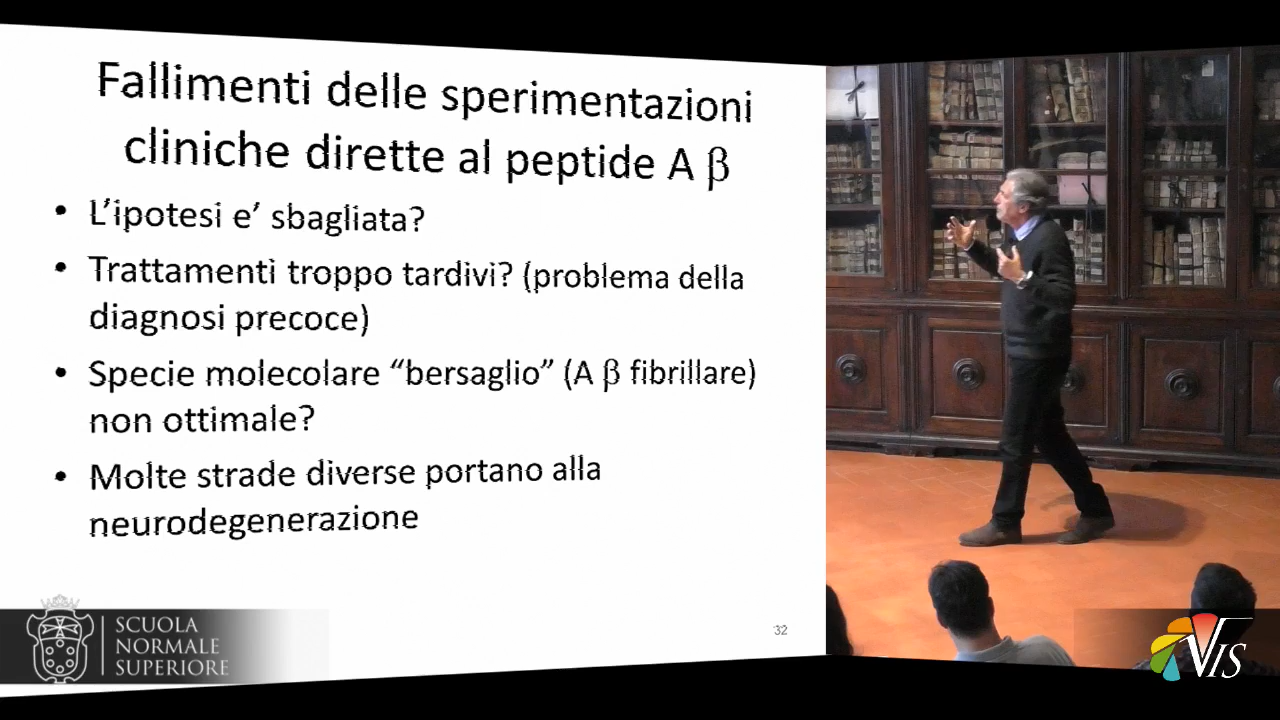 Fallimenti delle sperimentazioni
cliniche dirette al peptide A β
• L’ipotesi e’ sbagliata?
• Trattamenti troppo tardivi? (problema della
diagnosi precoce)
• Specie molecolare “bersaglio” (A β fibrillare)
non ottimale?
• Molte strade diverse portano alla
neurodegenerazione
32
SCUOLA
NORMALE
SUPERIORE
VIS